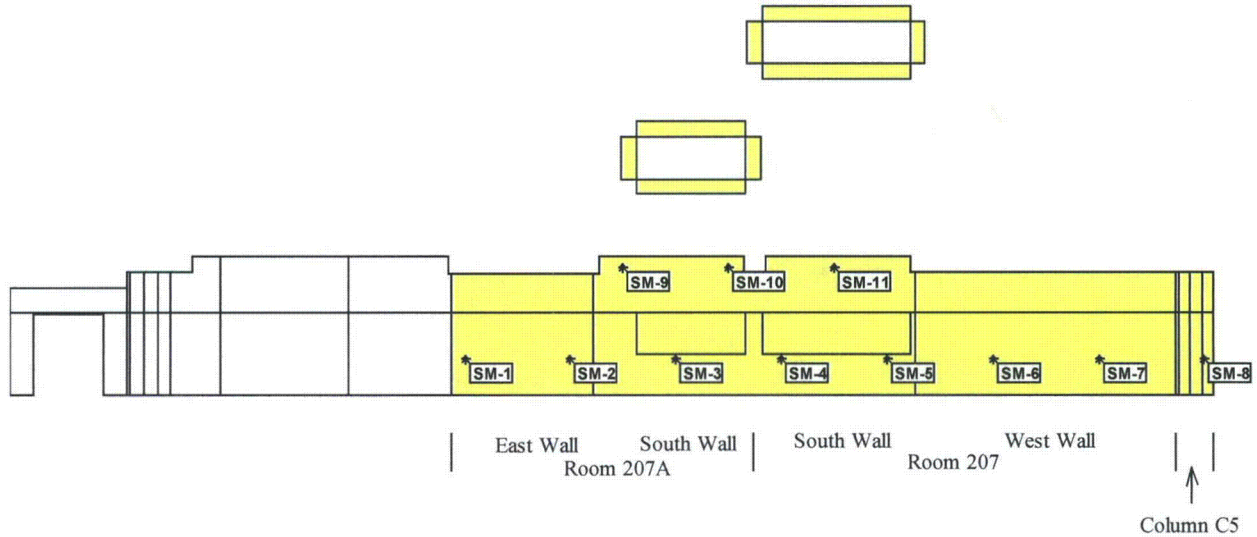 SM-9
SM-10
SM-11
SM-1
SM-2
SM-3
SM-4
SM-5
SM-6
SM-7
SM-8
East Wall
South Wall
South Wall
West Wall
Room 207A
Room 207
Column C5